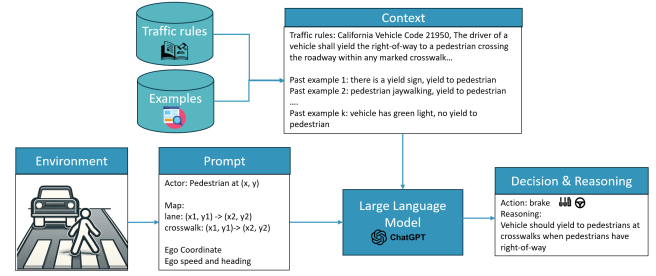 Traffic rules
Examples
Context
Traffic rules: California Vehicle Code 21950, The driver of a
vehicle shall yield the right-of-way to a pedestrian crossing
the roadway within any marked crosswalk…
Past example 1: there is a yield sign, yield to pedestrian
Past example 2: pedestrian jaywalking, yield to pedestrian
....
Past example k: vehicle has green light, no yield to
pedestrian
Environment
Prompt
Actor: Pedestrian at (x, y)
Map:
lane: (x1, y1) -> (x2, y2)
crosswalk: (x1, y1)-> (x2, y2)
Ego Coordinate
Ego speed and heading
Large Language
Model
ChatGPT
Decision & Reasoning
Action: brake
Reasoning:
Vehicle should yield to pedestrians at
crosswalks when pedestrians have
right-of-way